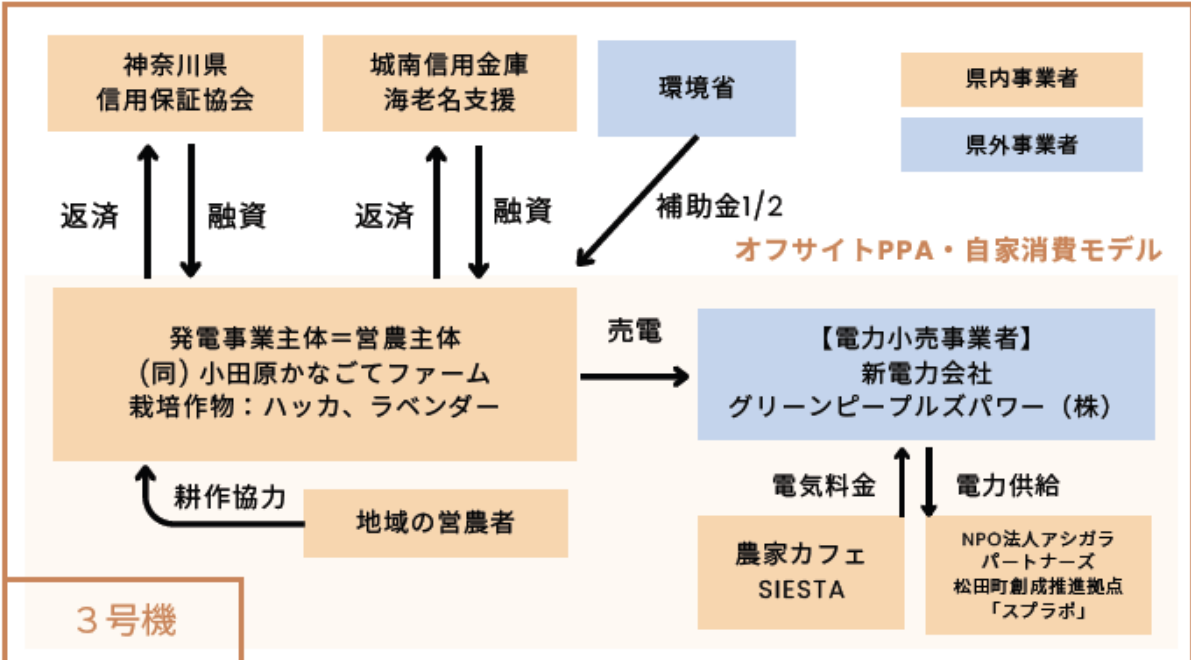 神奈川県
信用保証協会
城南信用金庫
海老名支援
環境省
県内事業者
県外事業者
返済
融資
返済
融資
補助金1/2
オフサイトPPA・自家消費モデル
発電事業主体＝営農主体
(同) 小田原かなごてファーム
栽培作物：ハッカ、ラベンダー
売電
【電力小売事業者】
新電力会社
グリーンピープルズパワー（株）
耕作協力
地域の営農者
電気料金
電力供給
農家カフェ
SIESTA
NPO法人アシガラ
パートナーズ
松田町創成推進拠点
「スプラポ」
３号機